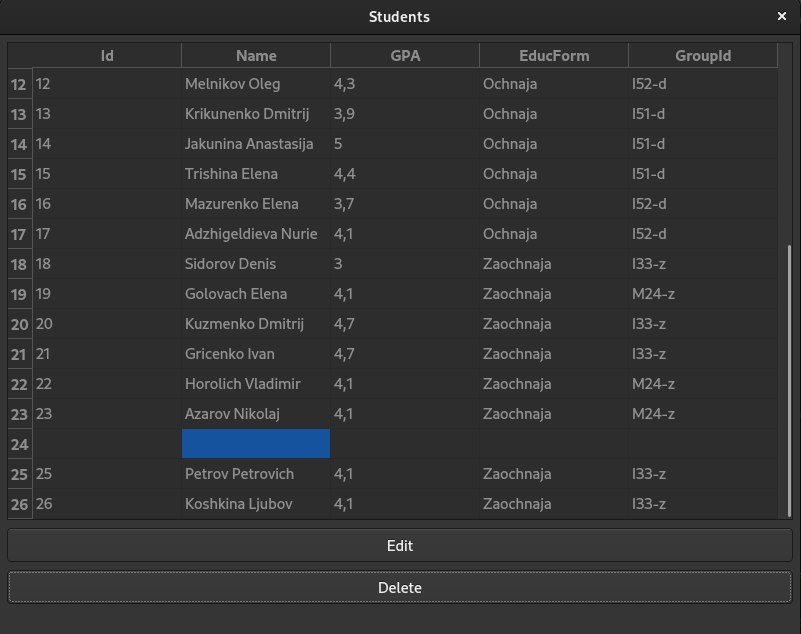 Students
Id Name GPA EducForm GroupId
12 12 Melnikov Oleg 4,3 Ochnaja I52-d
13 13 Krikunenko Dmitrij 3,9 Ochnaja I51-d
14 14 Jakunina Anastasija 5 Ochnaja I51-d
15 15 Trishina Elena 4,4 Ochnaja I51-d
16 16 Mazurenko Elena 3,7 Ochnaja I52-d
17 17 Adzhigeldieva Nurie 4,1 Ochnaja I52-d
18 18 Sidorov Denis 3 Zaochnaja I33-z
19 19 Golovach Elena 4,1 Zaochnaja M24-z
20 20 Kuzmenko Dmitrij 4,7 Zaochnaja I33-z
21 21 Gricenko Ivan 4,7 Zaochnaja I33-z
22 22 Horolich Vladimir 4,1 Zaochnaja M24-z
23 23 Azarov Nikolaj 4,1 Zaochnaja M24-z
24
25 25 Petrov Petrovich 4,1 Zaochnaja I33-z
26 26 Koshkina Ljubov 4,1 Zaochnaja I33-z
Edit
Delete